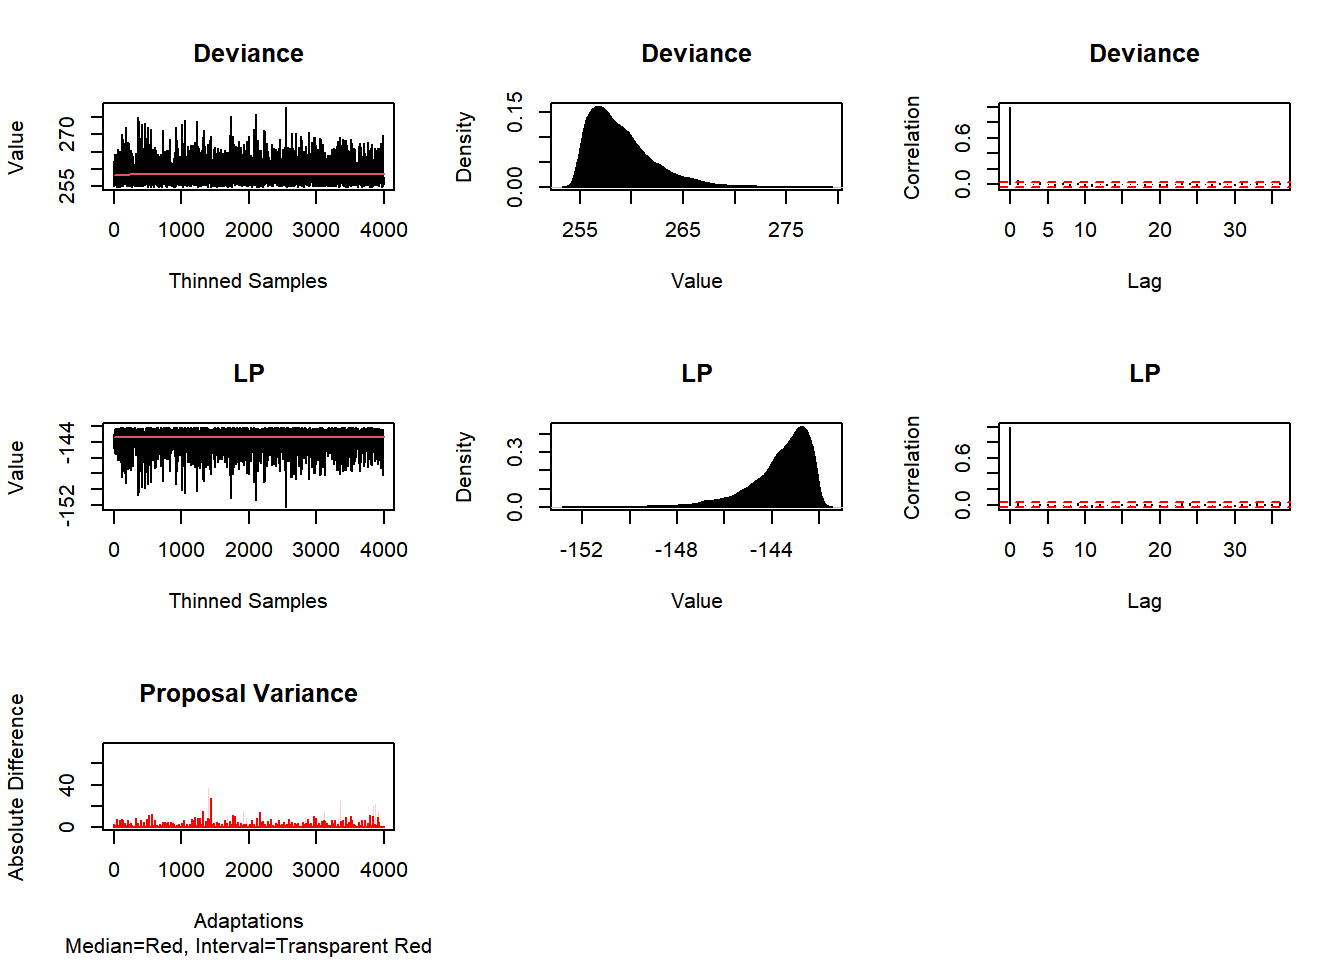 Deviance
Value
270
255
0 1000 2000 3000 4000
Thinned Samples
Deviance
Density
0.15
0.00
255 265 275
Value
Deviance
Correlation
0.6
0.0
0 5 10 20 30
Lag
LP
Value
-144
-152
0 1000 2000 3000 4000
Thinned Samples
LP
Density
0.3
0.0
-152 -148 -144
Value
LP
Correlation
0.6
0.0
0 5 10 20 30
Lag
Proposal Variance
Absolute Difference
40
0
0 1000 2000 3000 4000
Adaptations
Median=Red, Interval=Transparent Red